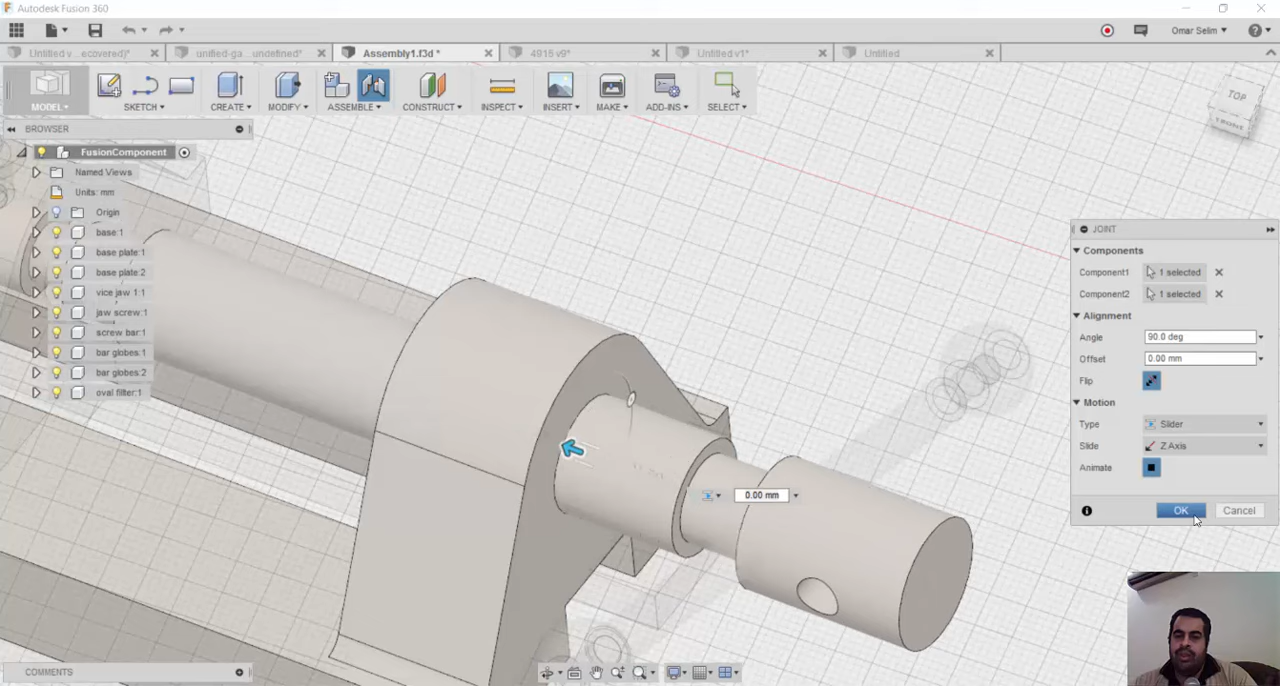 Autodesk Fusion 360
Omar Selim
Untitled v...ecovered)*
unified-ga... undefined*
Assembly1.f3d*
4915 v9*
Untitled v1*
Untitled
MODEL
SKETCH
CREATE
MODIFY
ASSEMBLE
CONSTRUCT
INSPECT
INSERT
MAKE
ADD-INS
SELECT
BROWSER
FusionComponent
Named Views
Units: mm
Origin
base:1
base plate:1
base plate:2
vice jaw 1:1
jaw screw:1
screw bar:1
bar globes:1
bar globes:2
oval filter:1
TOP
FRONT
JOINT
Components
Component1 1 selected
Component2 1 selected
Alignment
Angle 90.0 deg
Offset 0.00 mm
Flip
Motion
Type Slider
Slide Z Axis
Animate
OK Cancel
0.00 mm
COMMENTS